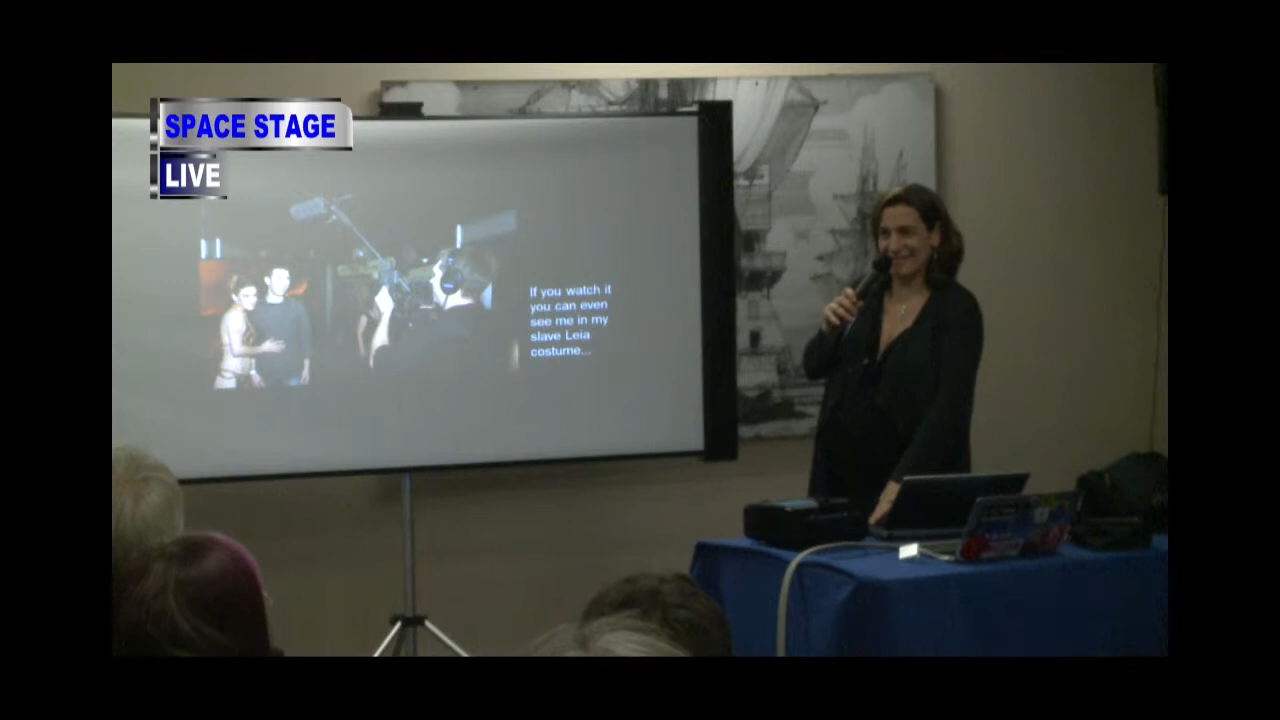 SPACE STAGE
LIVE
If you watch it
you can even
see me in my
slave Leia
costume...